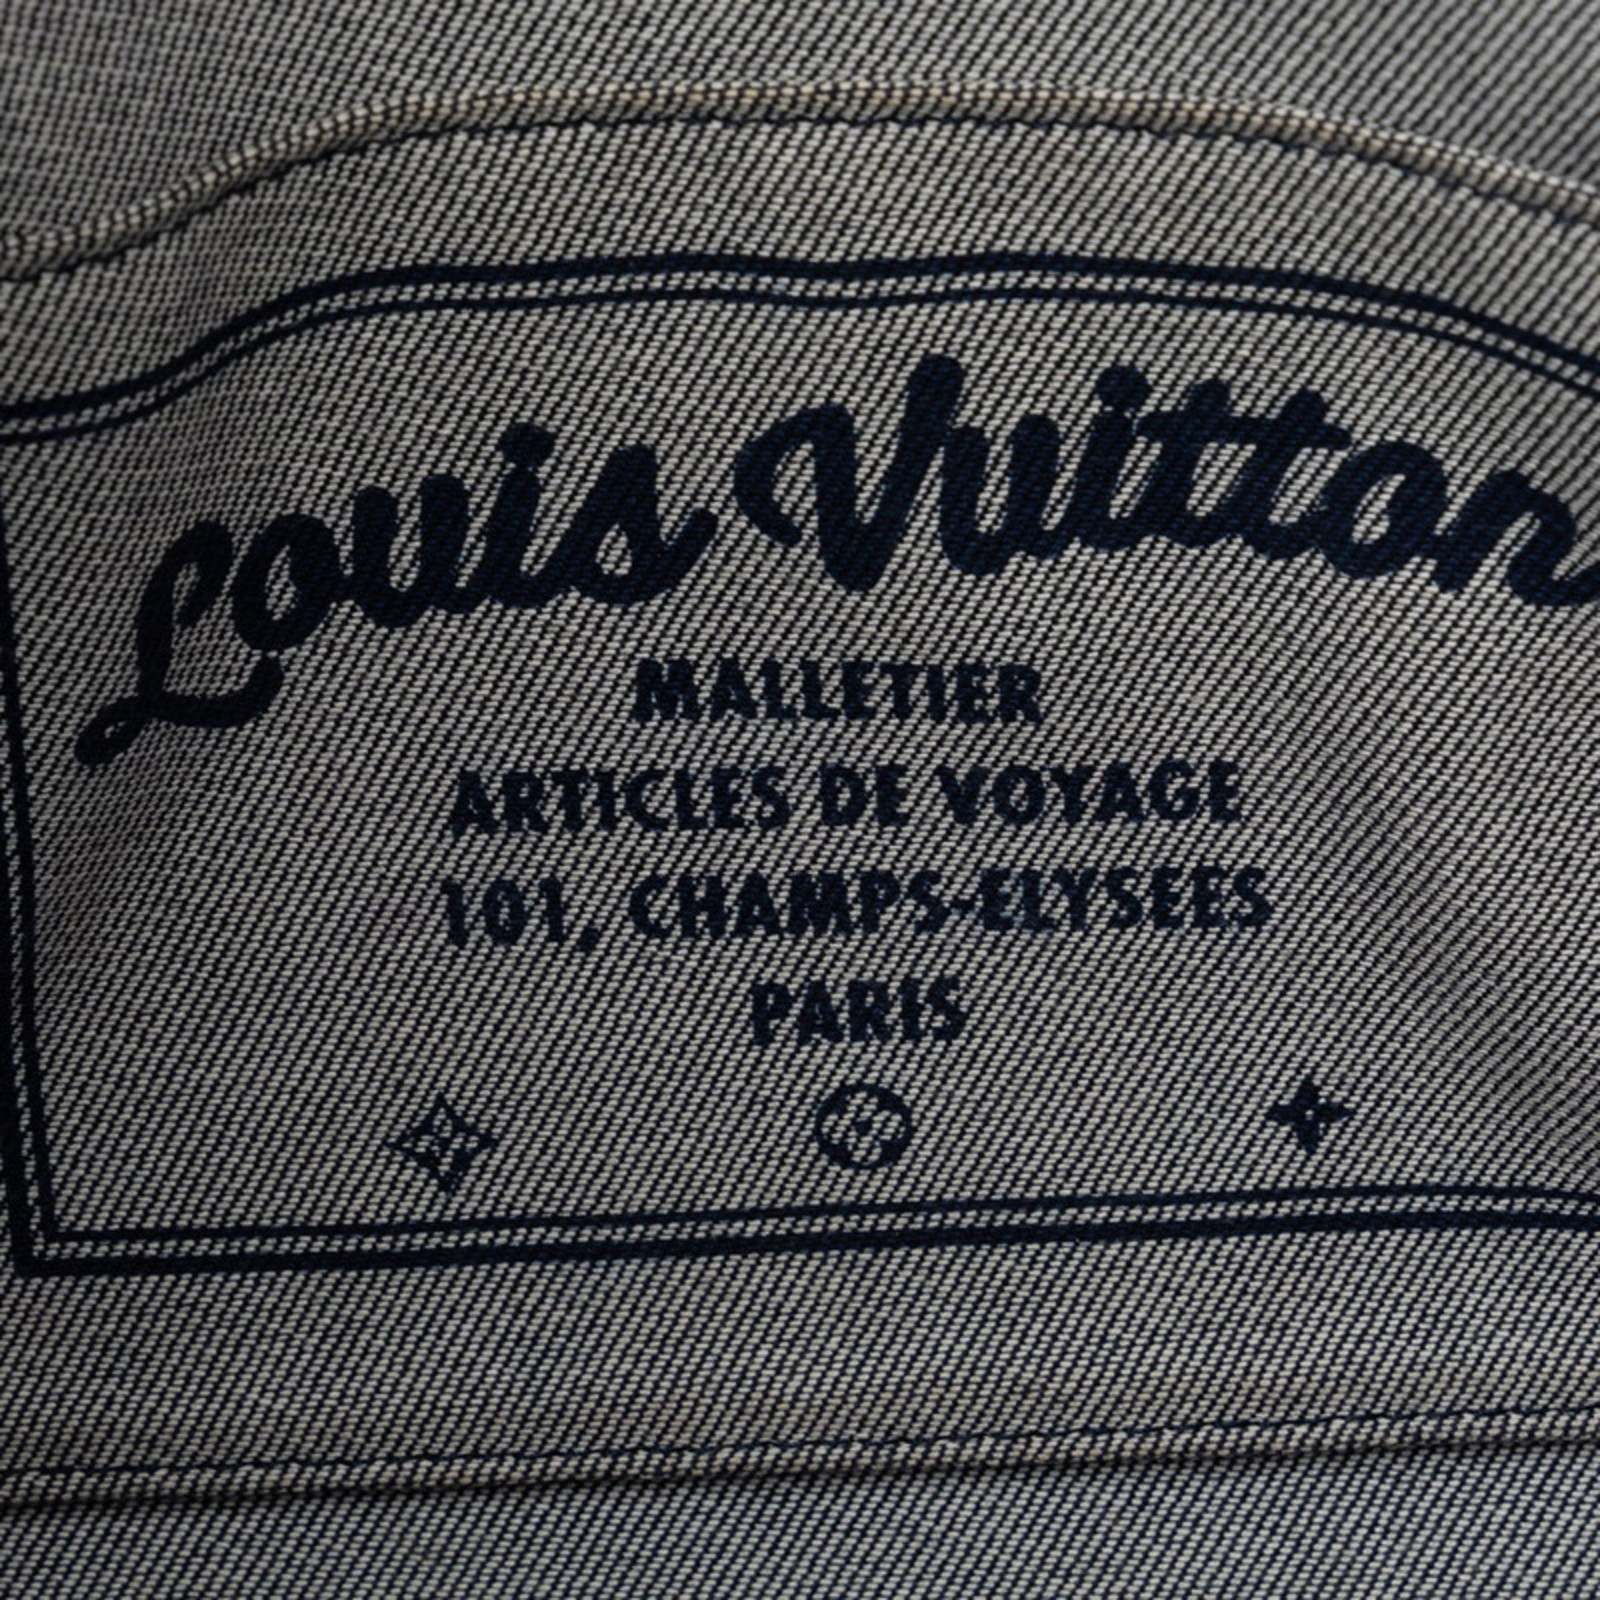 Louis Vuitton
MALLETIER
ARTICLES DE VOYAGE
101, CHAMPS-ELYSEES
PARIS